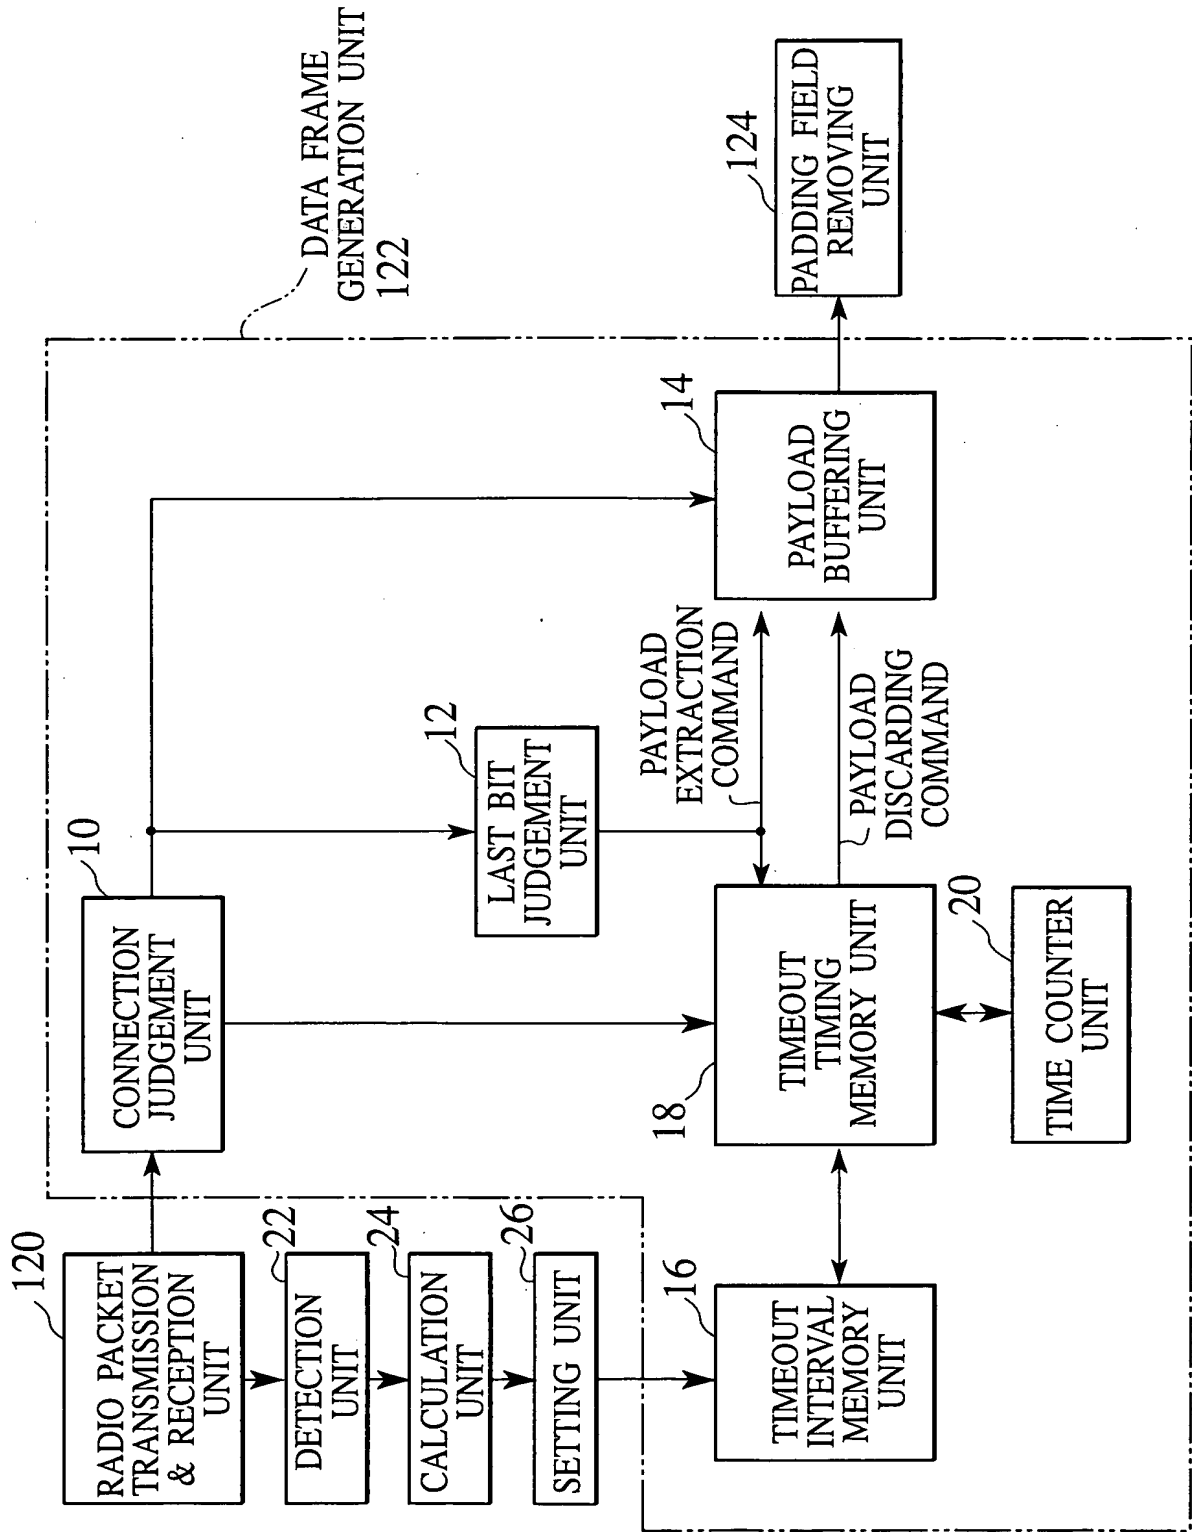 120
RADIO PACKET
TRANSMISSION
& RECEPTION
UNIT
22
DETECTION
UNIT
24
CALCULATION
UNIT
26
SETTING UNIT
10
CONNECTION
JUDGEMENT
UNIT
12
LAST BIT
JUDGEMENT
UNIT
DATA FRAME
GENERATION UNIT
122
16
TIMEOUT
INTERVAL
MEMORY
UNIT
18
TIMEOUT
TIMING
MEMORY UNIT
20
TIME COUNTER
UNIT
PAYLOAD
EXTRACTION
COMMAND
PAYLOAD
DISCARDING
COMMAND
14
PAYLOAD
BUFFERING
UNIT
124
PADDING FIELD
REMOVING
UNIT